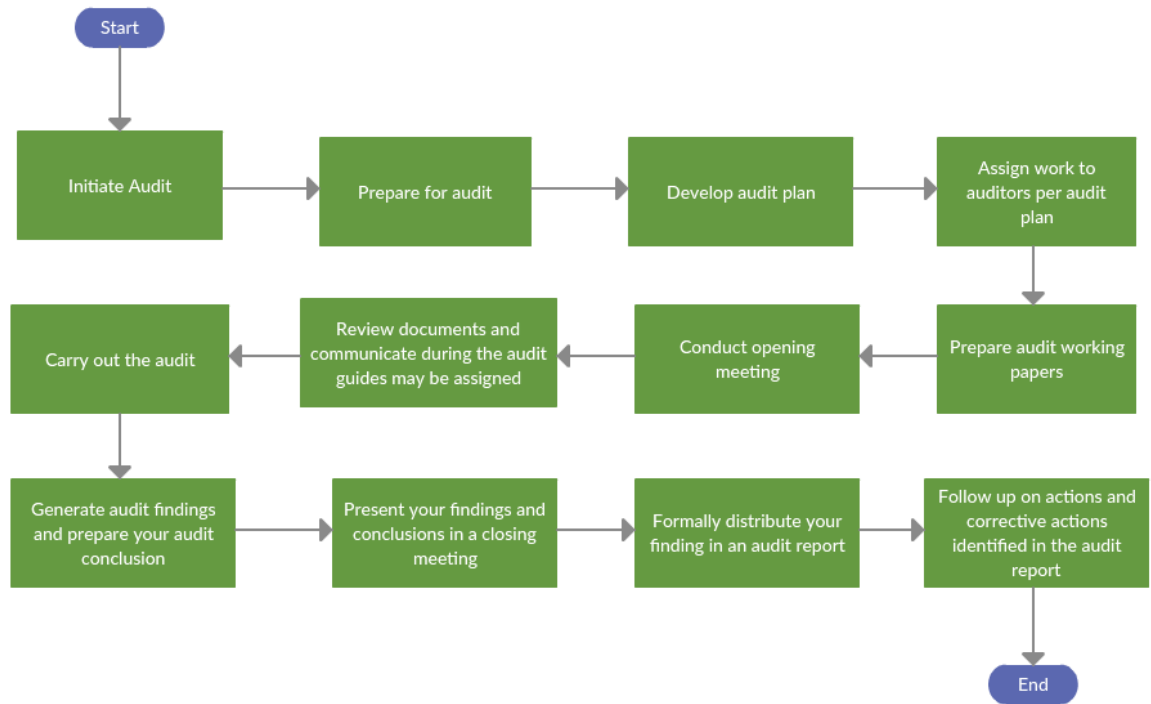 Start
Initiate Audit
Prepare for audit
Develop audit plan
Assign work to
auditors per audit
plan
Prepare audit working
papers
Conduct opening
meeting
Review documents and
communicate during the audit
guides may be assigned
Carry out the audit
Generate audit findings
and prepare your audit
conclusion
Present your findings and
conclusions in a closing
meeting
Formally distribute your
finding in an audit report
Follow up on actions and
corrective actions
identified in the audit
report
End